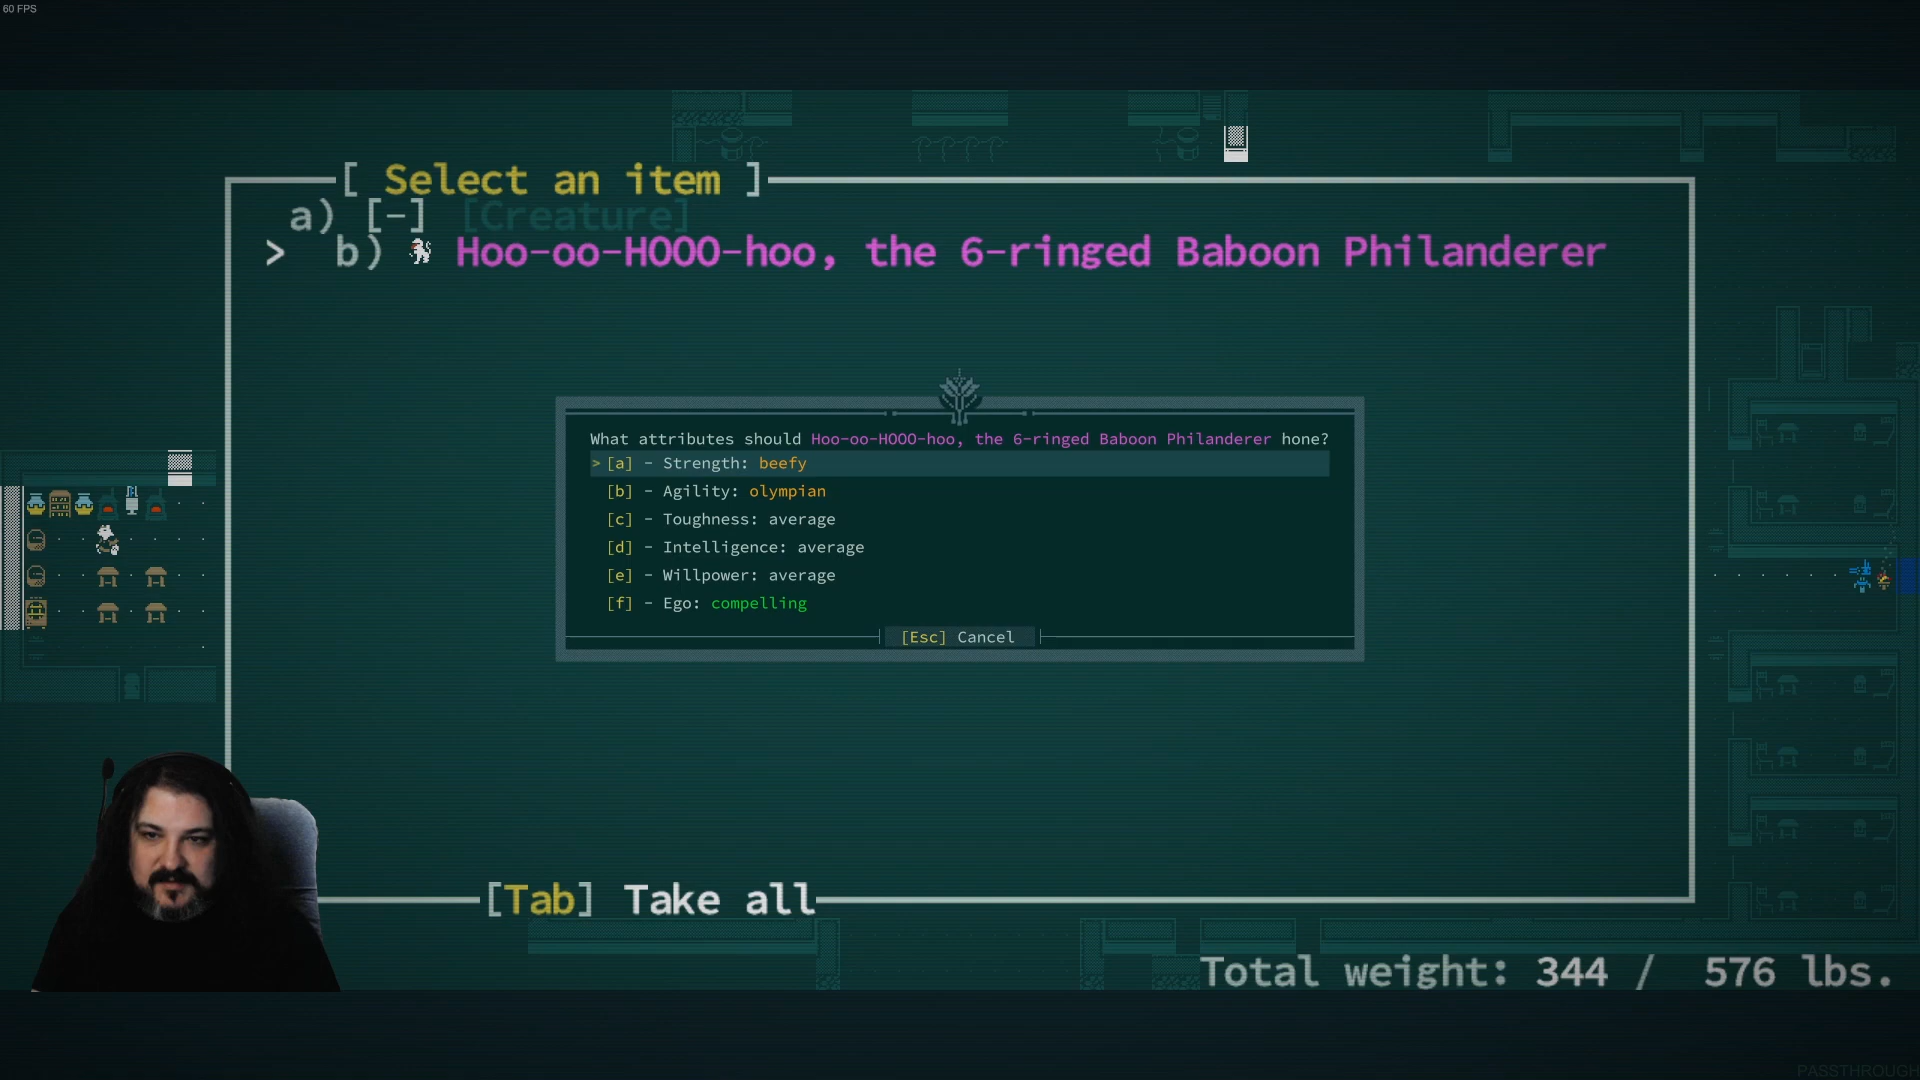 60 FPS
[ Select an item ]
a) [-] [Creature]
> b) Hoo-oo-HOOO-hoo, the 6-ringed Baboon Philanderer
What attributes should Hoo-oo-HOOO-hoo, the 6-ringed Baboon Philanderer hone?
> [a] - Strength: beefy
[b] - Agility: olympian
[c] - Toughness: average
[d] - Intelligence: average
[e] - Willpower: average
[f] - Ego: compelling
[Esc] Cancel
[Tab] Take all
Total weight: 344 / 576 lbs.
PASSTHROUGH